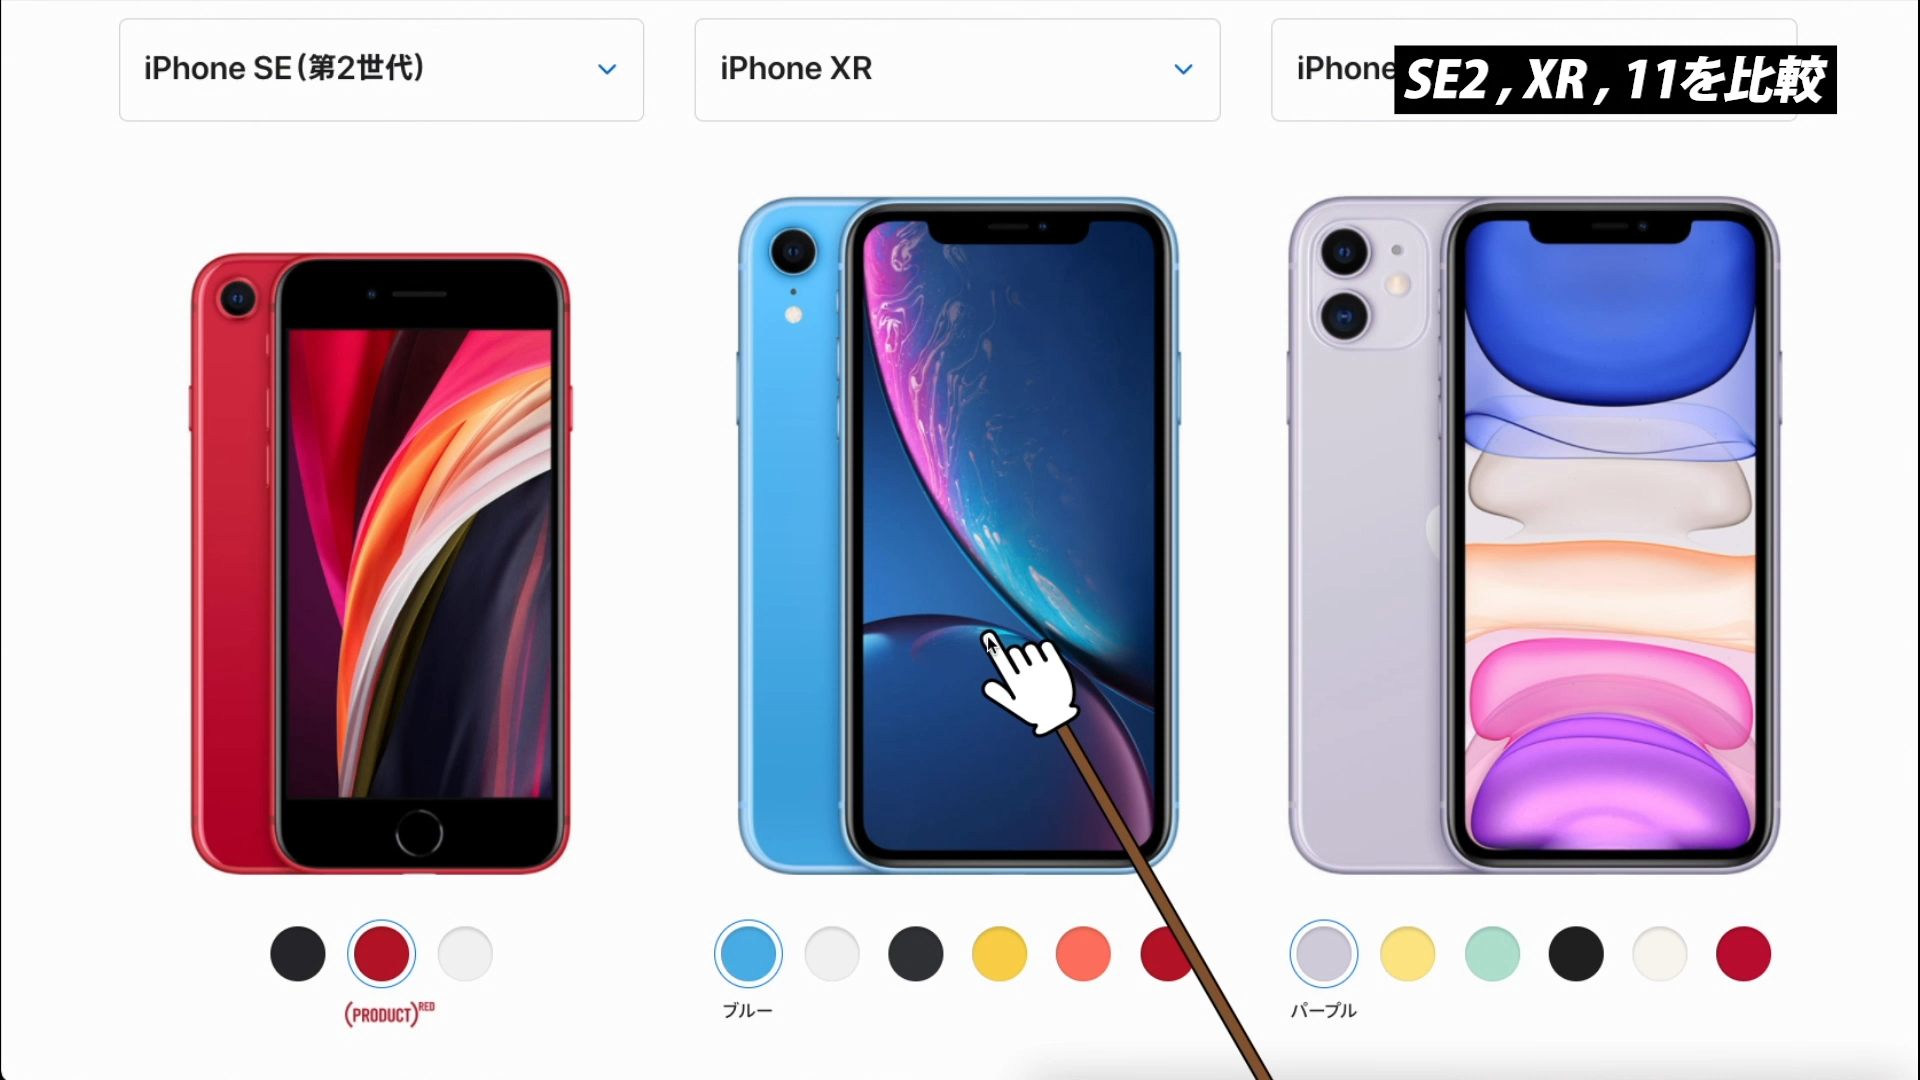 iPhone SE（第2世代）
iPhone XR
iPhone
SE2 , XR , 11を比較
(PRODUCT)RED
ブルー
パープル